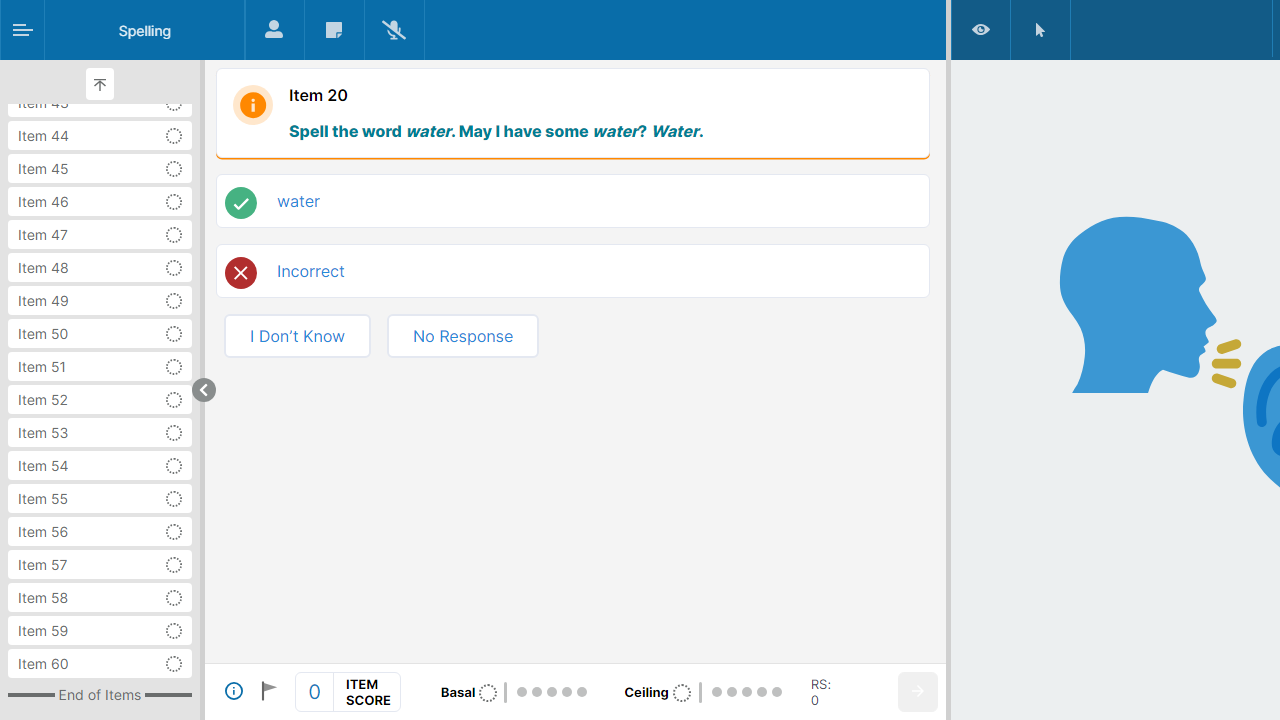 Spelling
Item 44
Item 45
Item 46
Item 47
Item 48
Item 49
Item 50
Item 51
Item 52
Item 53
Item 54
Item 55
Item 56
Item 57
Item 58
Item 59
Item 60
End of Items
Item 20
Spell the word water. May I have some water? Water.
water
Incorrect
I Don’t Know
No Response
0
ITEM
SCORE
Basal
Ceiling
RS:
0